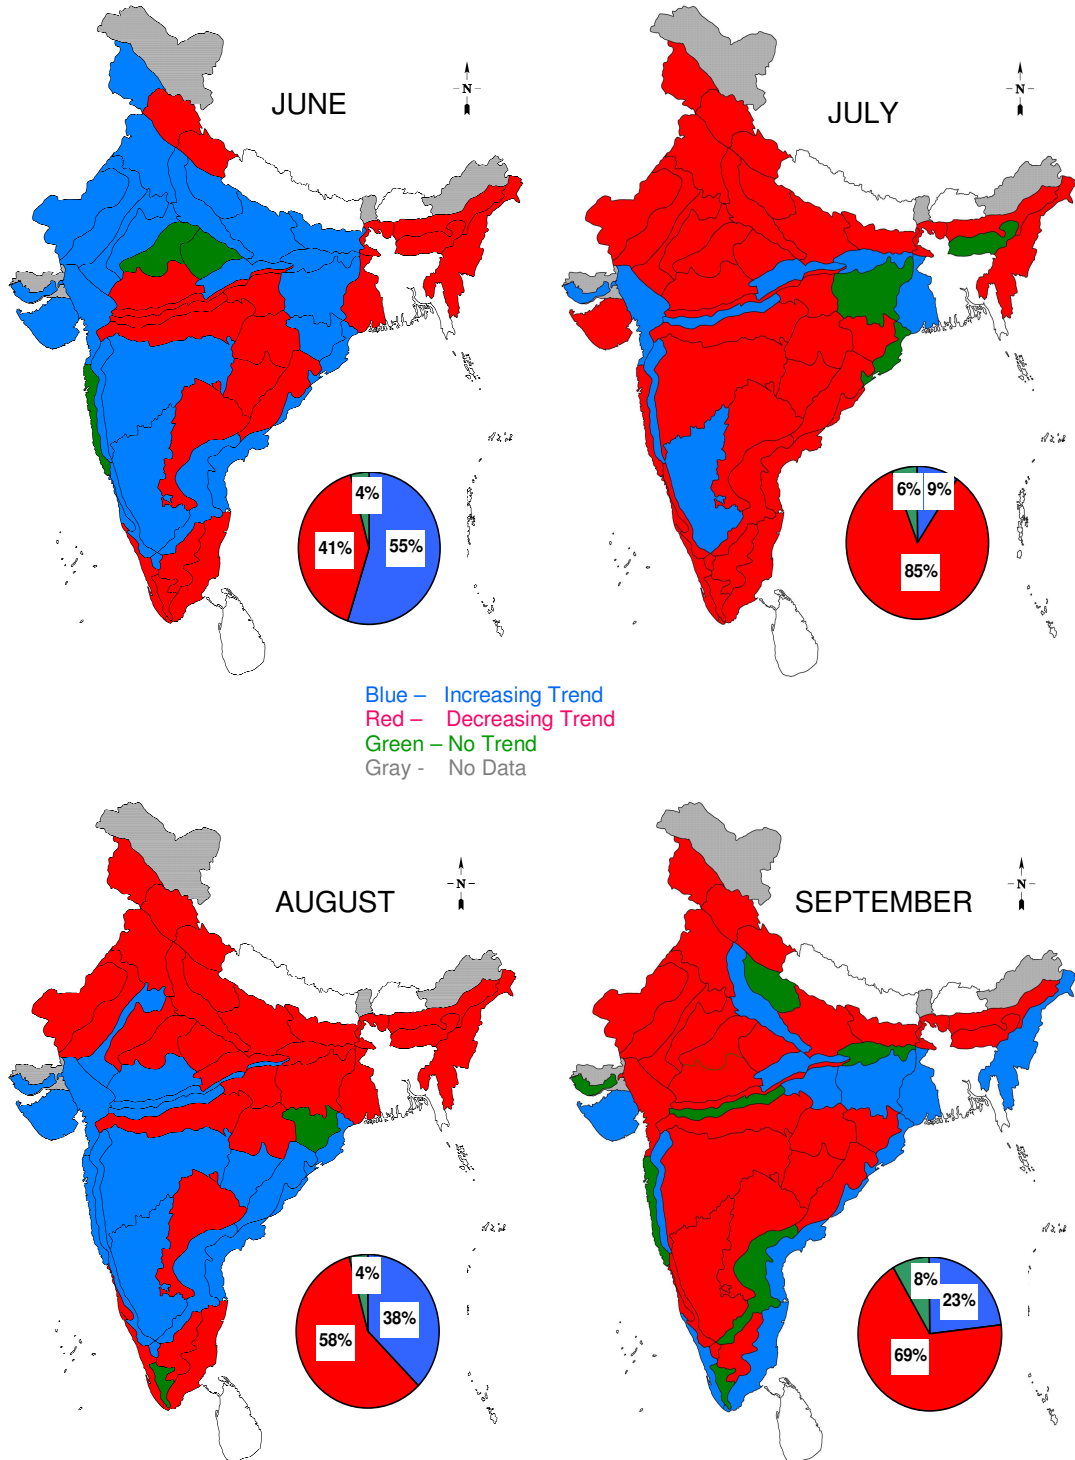 JUNE
N
4%
41%
55%
JULY
N
6%
9%
85%
Blue – Increasing Trend
Red – Decreasing Trend
Green – No Trend
Gray - No Data
AUGUST
N
4%
38%
58%
SEPTEMBER
N
8%
23%
69%